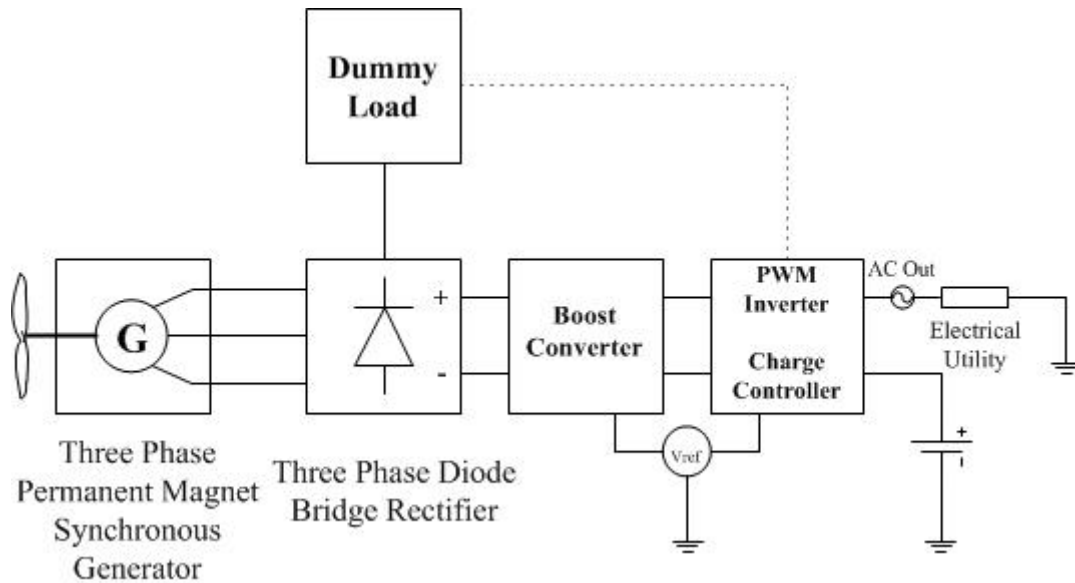 Dummy
Load
G
+
-
Boost
Converter
PWM
Inverter
Charge
Controller
AC Out
Electrical
Utility
Vref
+
-
Three Phase
Permanent Magnet
Synchronous
Generator
Three Phase Diode
Bridge Rectifier